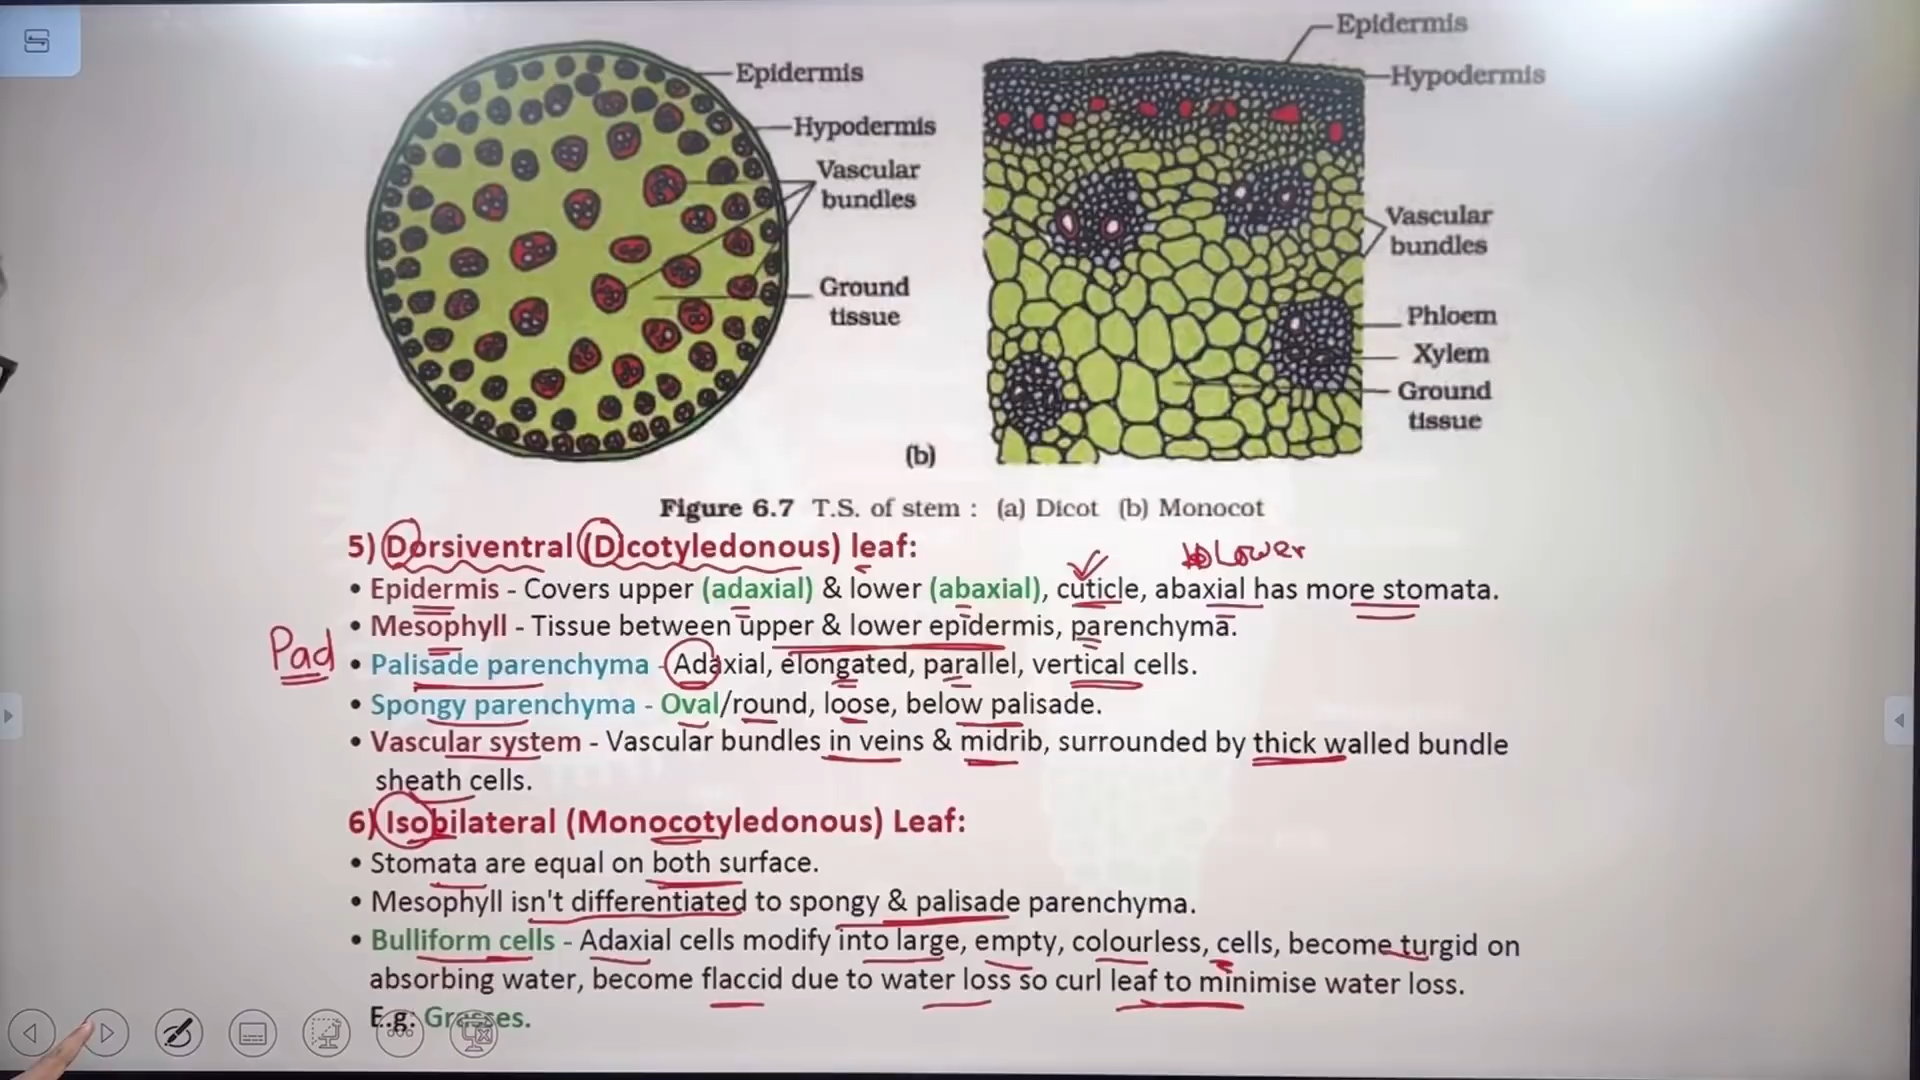 Epidermis
Hypodermis
Vascular
bundles
Ground
tissue
Epidermis
Hypodermis
Vascular
bundles
Phloem
Xylem
Ground
tissue
(b)
Figure 6.7 T.S. of stem : (a) Dicot (b) Monocot
5) Dorsiventral (Dicotyledonous) leaf:
Lower
• Epidermis - Covers upper (adaxial) & lower (abaxial), cuticle, abaxial has more stomata.
• Mesophyll - Tissue between upper & lower epidermis, parenchyma.
Pad
• Palisade parenchyma - Adaxial, elongated, parallel, vertical cells.
• Spongy parenchyma - Oval/round, loose, below palisade.
• Vascular system - Vascular bundles in veins & midrib, surrounded by thick walled bundle
sheath cells.
6) Isobilateral (Monocotyledonous) Leaf:
• Stomata are equal on both surface.
• Mesophyll isn't differentiated to spongy & palisade parenchyma.
• Bulliform cells - Adaxial cells modify into large, empty, colourless, cells, become turgid on
absorbing water, become flaccid due to water loss so curl leaf to minimise water loss.
E.g: Grasses.